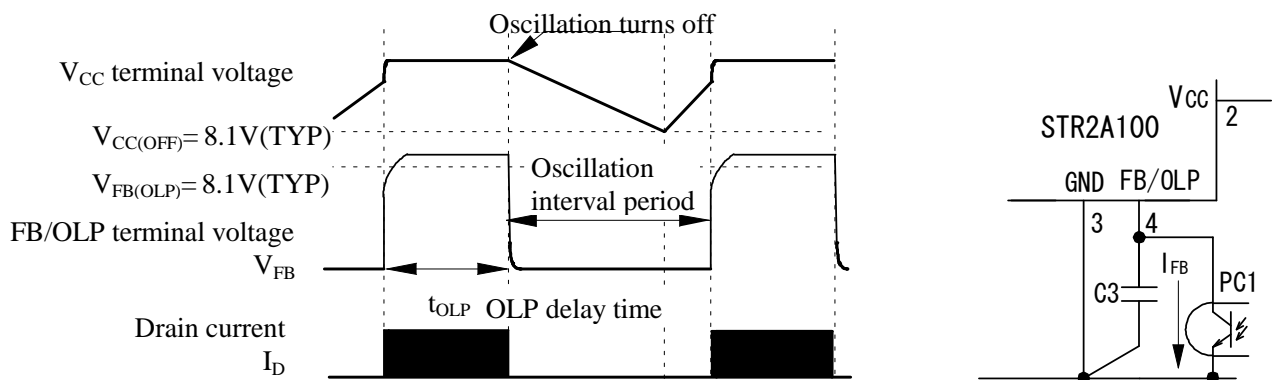 Oscillation turns off
VCC terminal voltage
VCC(OFF)= 8.1V(TYP)
VFB(OLP)= 8.1V(TYP)
Oscillation
interval period
FB/OLP terminal voltage
VFB
tOLP OLP delay time
Drain current
ID
VCC
2
STR2A100
GND FB/OLP
3 4
IFB
C3
PC1